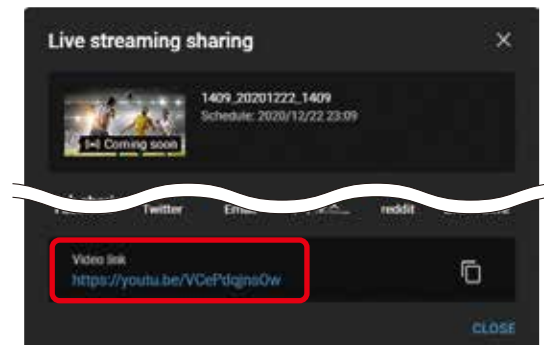 Live streaming sharing
1409_20201222_1409
Schedule: 2020/12/22 23:09
Coming soon
Twitter
Email
reddit
Video link
https://youtu.be/VCePdqjnsOw
CLOSE